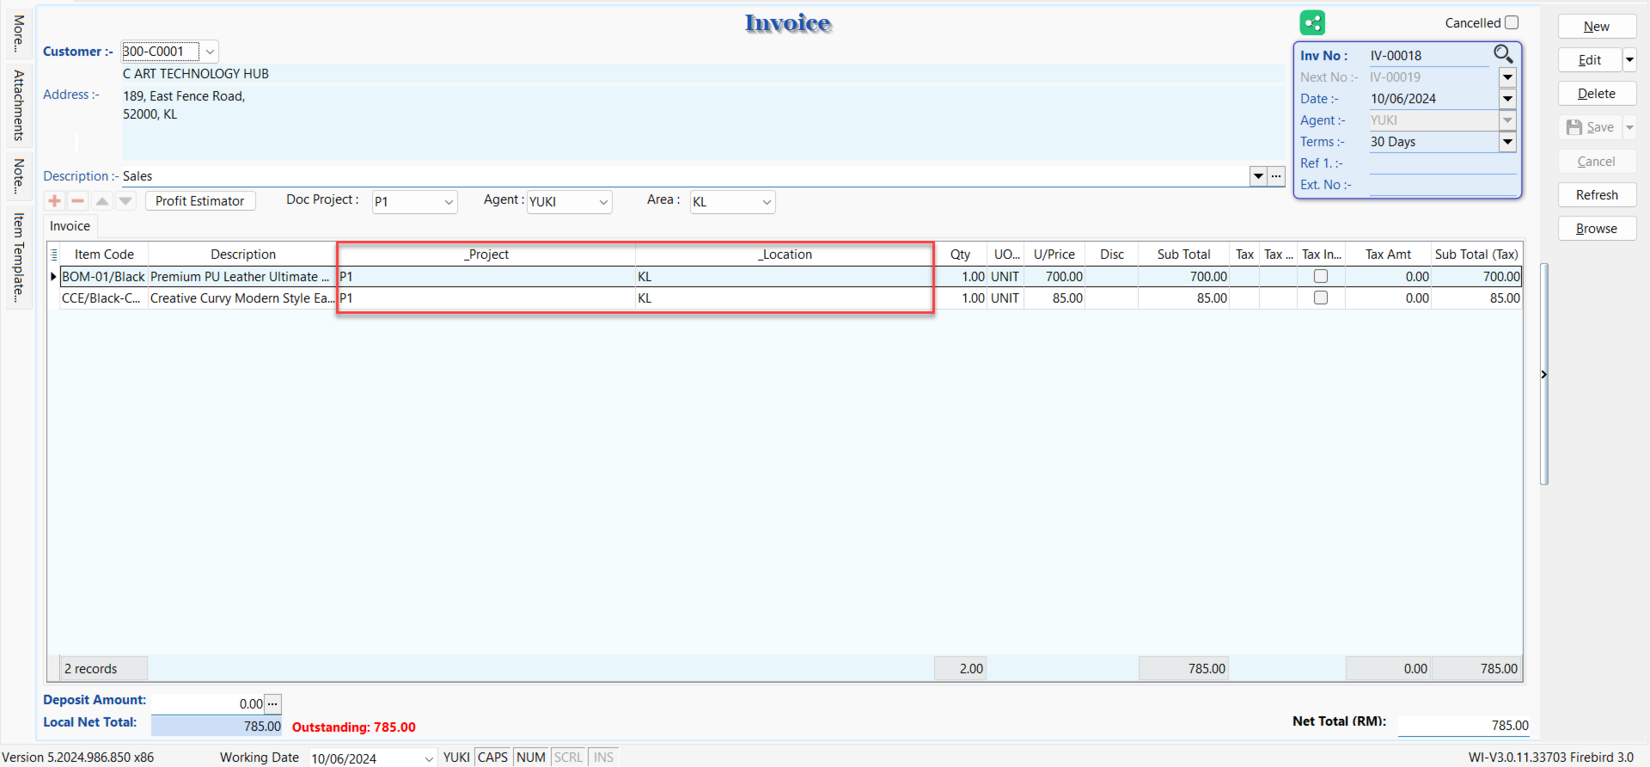 More...
Attachments
Note...
Item Template...
Invoice
Cancelled
Customer :- 300-C0001
C ART TECHNOLOGY HUB
Address :- 189, East Fence Road,
52000, KL
Inv No : IV-00018
Next No :- IV-00019
Date :- 10/06/2024
Agent :- YUKI
Terms :- 30 Days
Ref 1. :-
Ext. No :-
New
Edit
Delete
Save
Cancel
Refresh
Browse
Description :- Sales
Profit Estimator Doc Project : P1 Agent : YUKI Area : KL
Invoice
Item Code Description _Project _Location Qty UO... U/Price Disc Sub Total Tax Tax ... Tax In... Tax Amt Sub Total (Tax)
BOM-01/Black Premium PU Leather Ultimate ... P1 KL 1.00 UNIT 700.00 700.00 0.00 700.00
CCE/Black-C... Creative Curvy Modern Style Ea... P1 KL 1.00 UNIT 85.00 85.00 0.00 85.00
2 records 2.00 785.00 0.00 785.00
Deposit Amount: 0.00
Local Net Total: 785.00 Outstanding: 785.00
Net Total (RM): 785.00
Version 5.2024.986.850 x86 Working Date 10/06/2024 YUKI CAPS NUM SCRL INS WI-V3.0.11.33703 Firebird 3.0